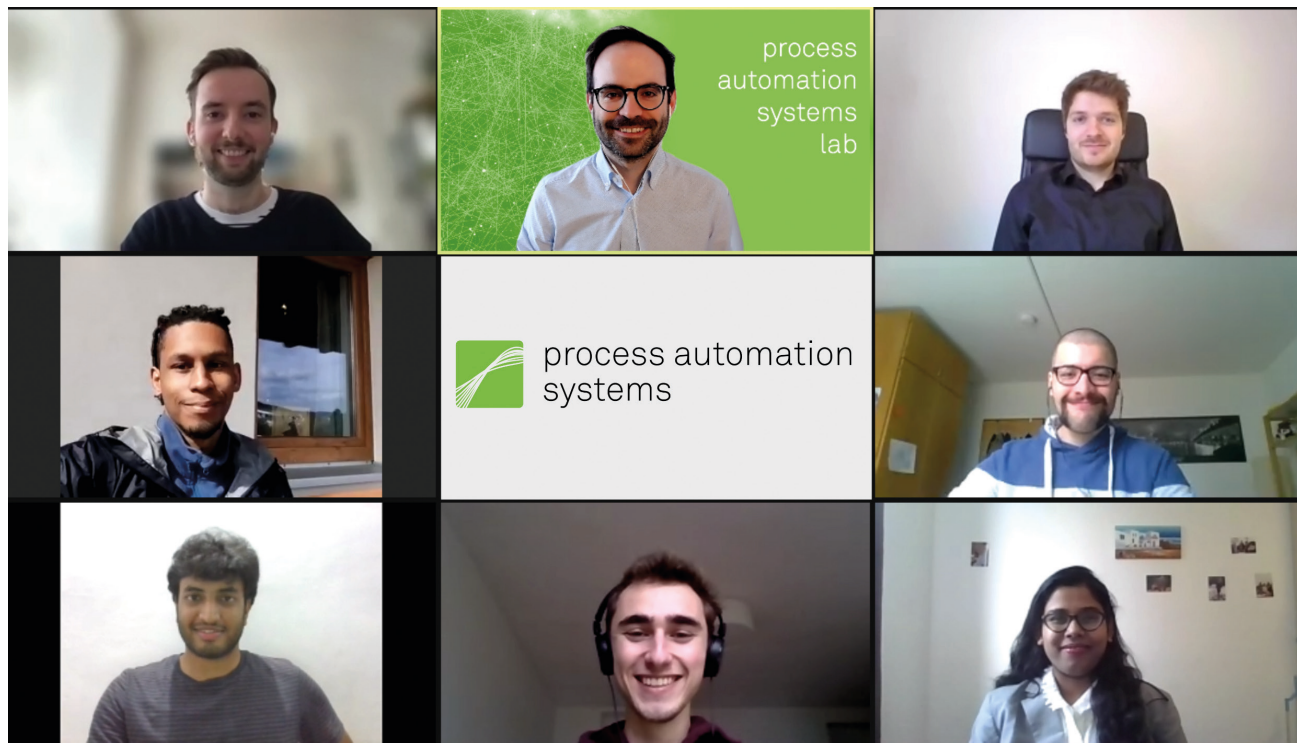 process
automation
systems
lab
process automation
systems